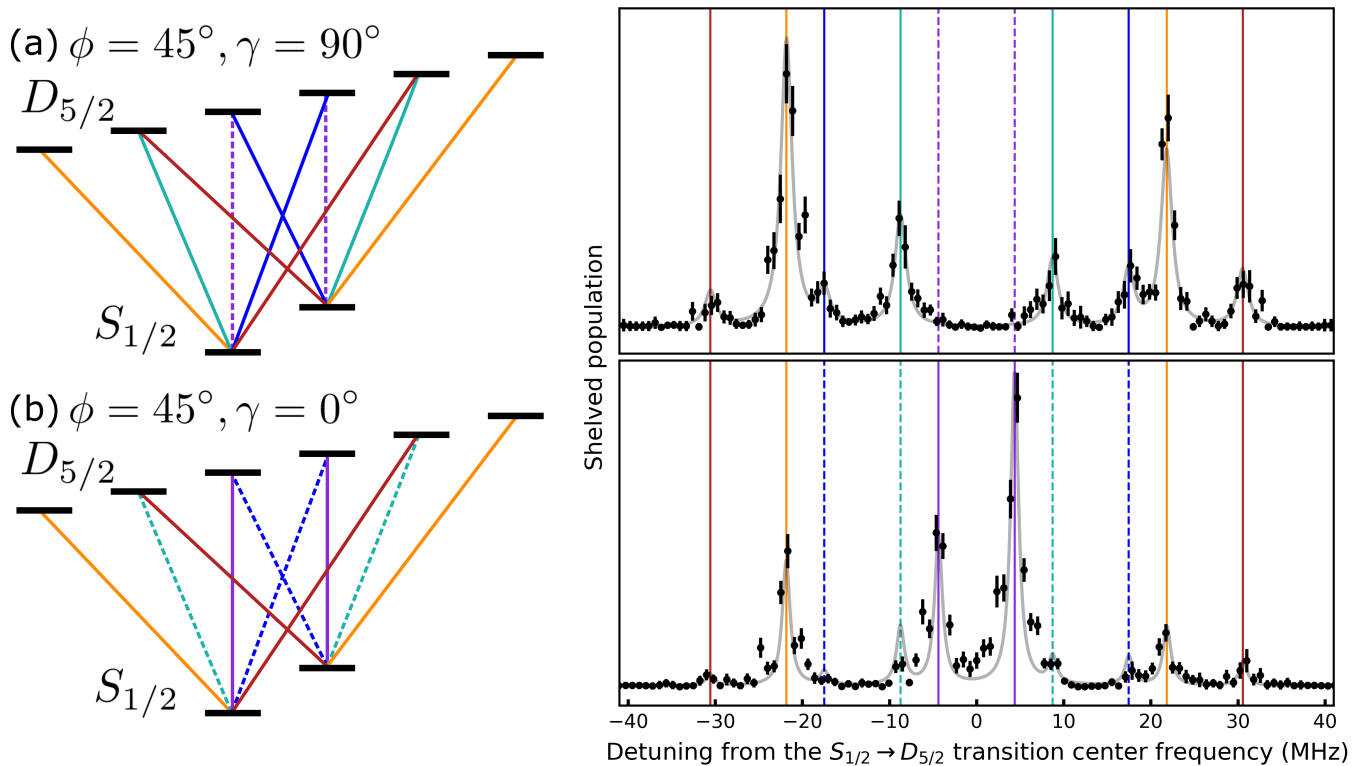 (a) ϕ = 45°, γ = 90°
D₅/₂
S₁/₂
(b) ϕ = 45°, γ = 0°
D₅/₂
S₁/₂
Shelved population
−40 −30 −20 −10 0 10 20 30 40
Detuning from the S₁/₂ → D₅/₂ transition center frequency (MHz)